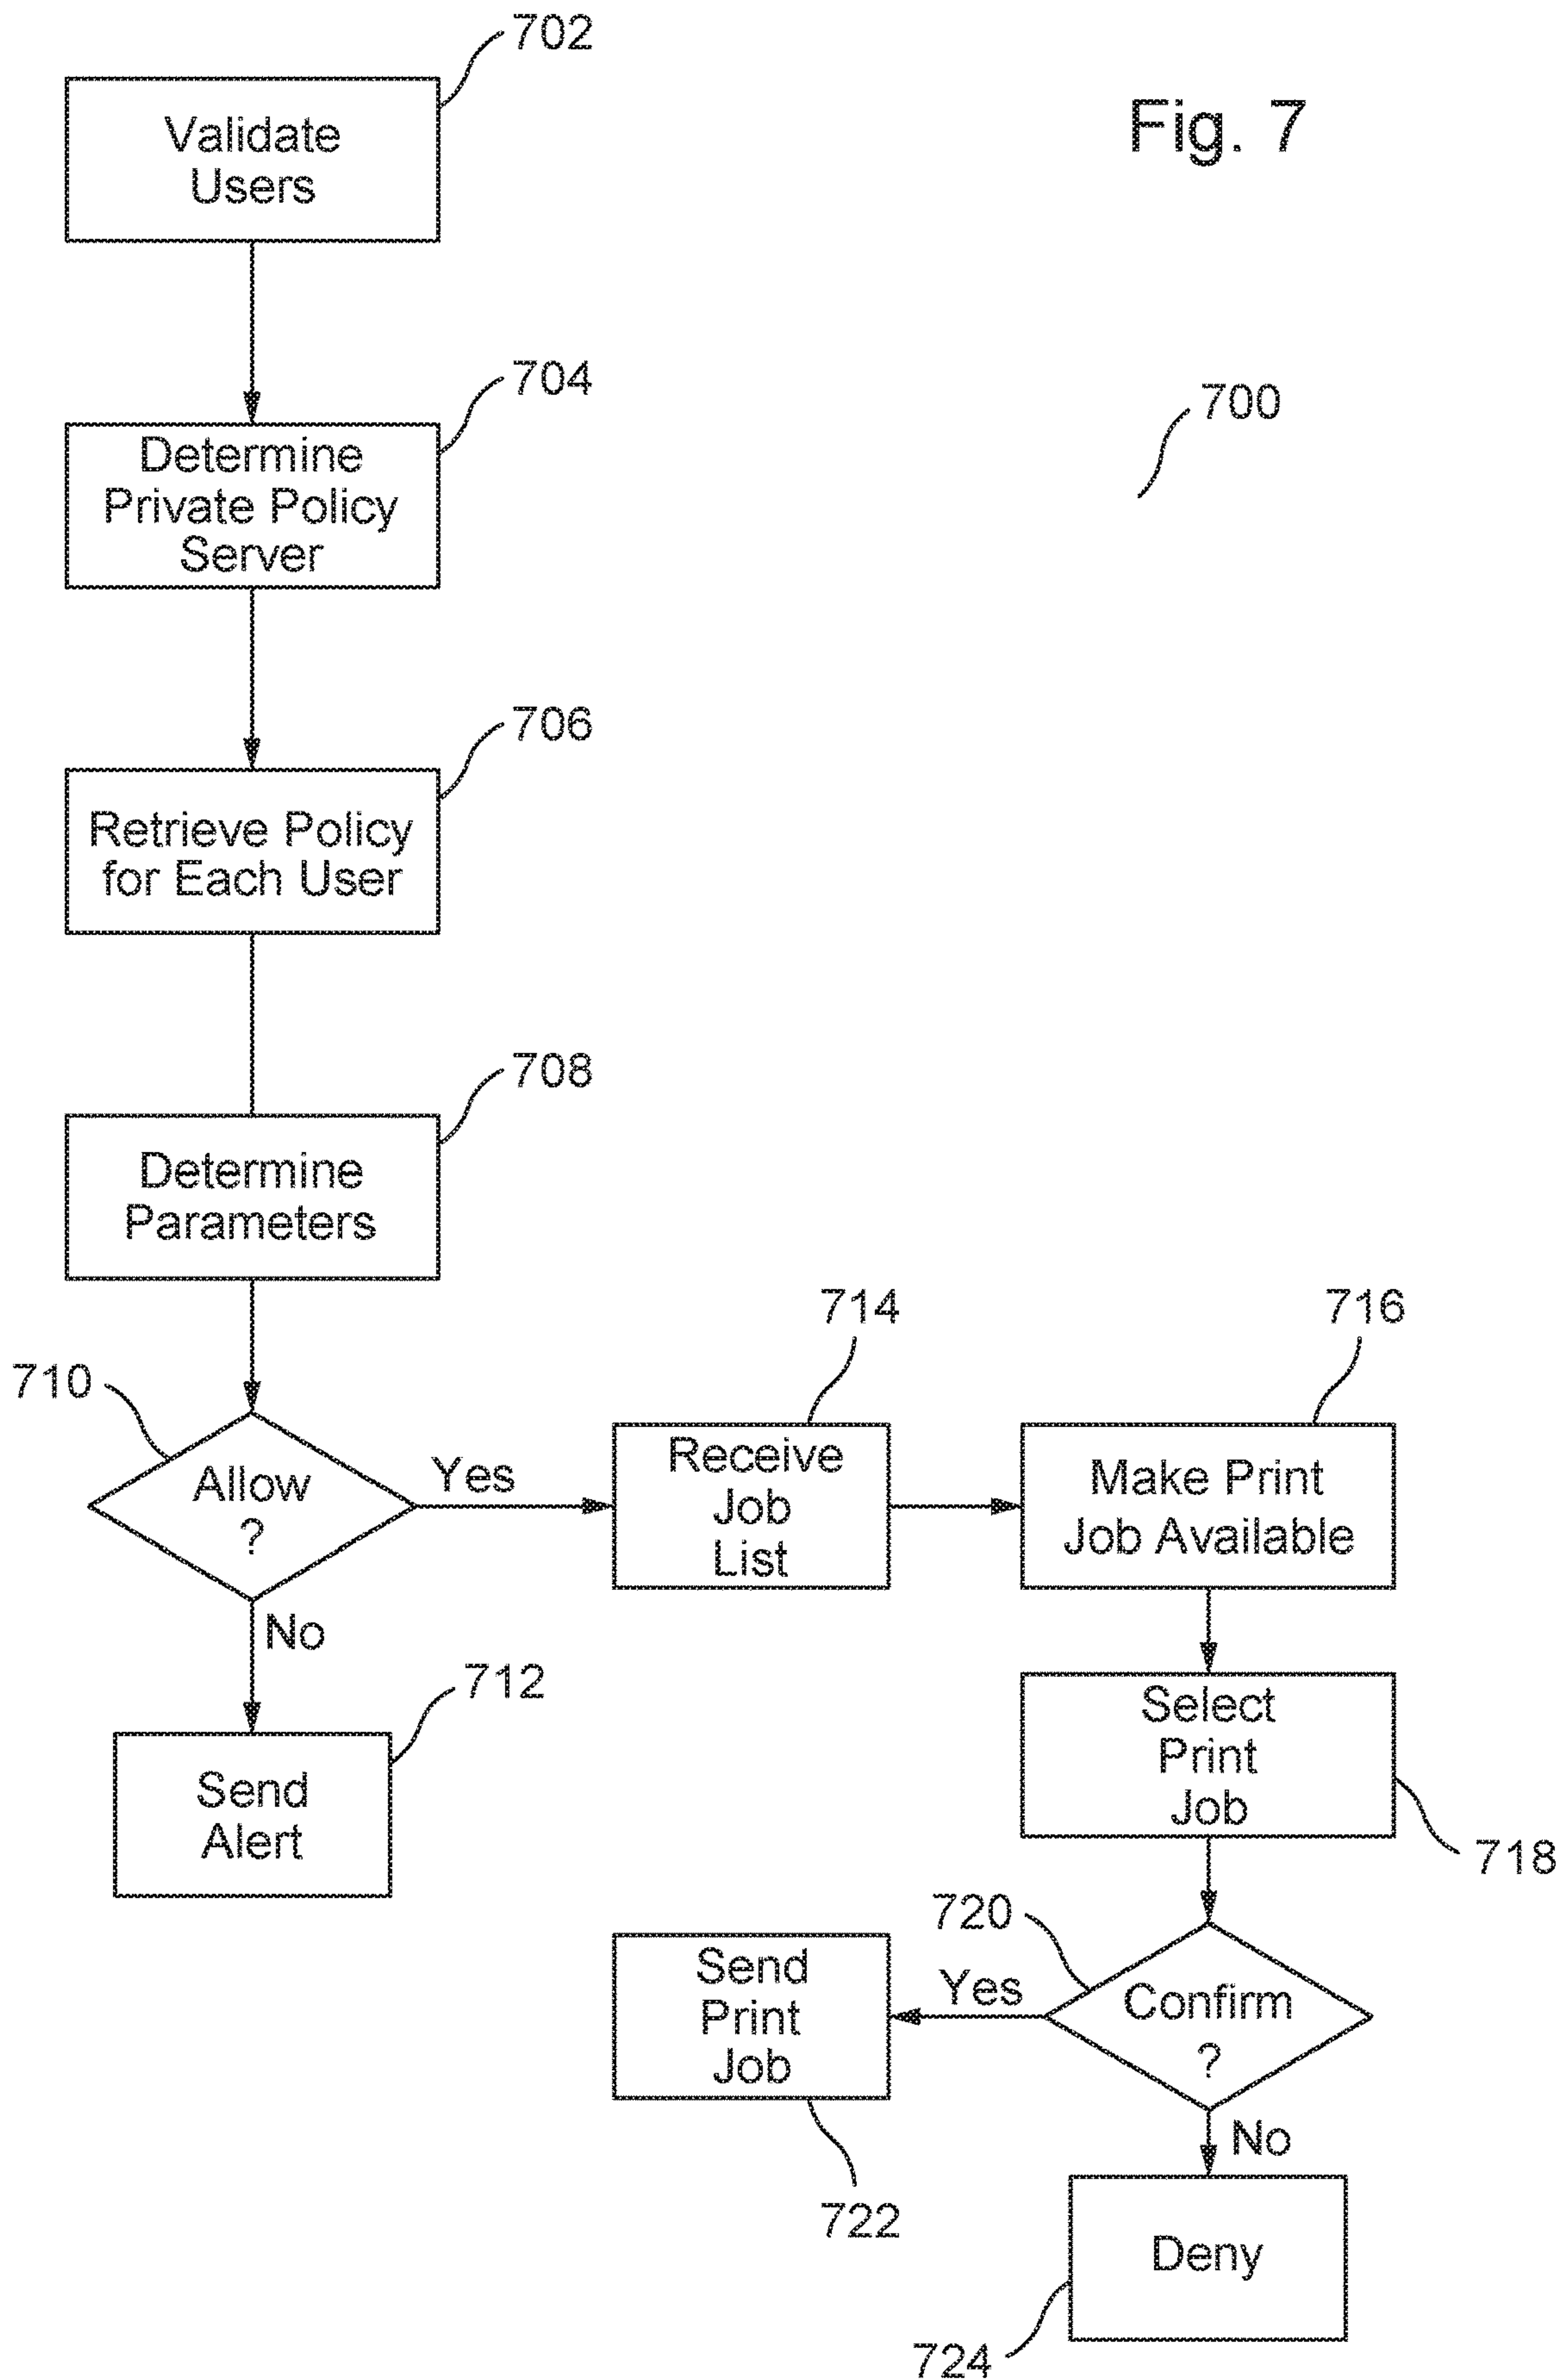 702
Fig. 7
Validate
Users
704
700
Determine
Private Policy
Server
706
Retrieve Policy
for Each User
708
Determine
Parameters
710
Allow
?
Yes
No
712
Send
Alert
714
Receive
Job
List
716
Make Print
Job Available
Select
Print
Job
718
720
Confirm
?
Yes
Send
Print
Job
722
No
Deny
724